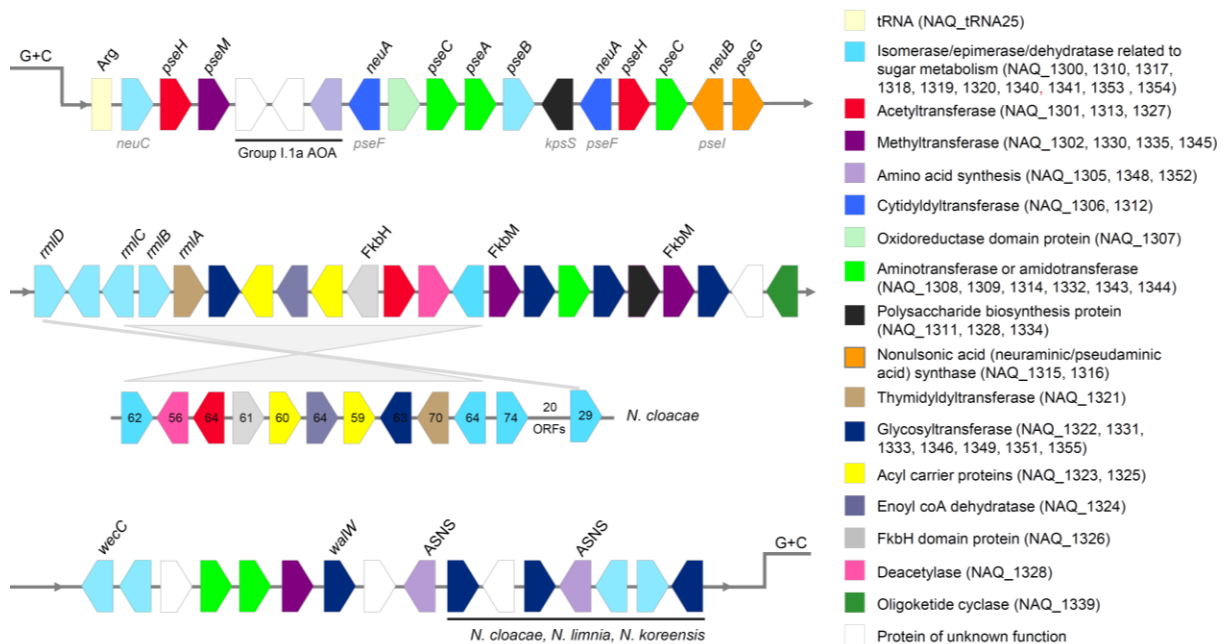 G+C
Arg
pseH
pseM
neuA
pseC
pseA
pseB
neuA
pseH
pseC
neuB
pseG
neuC
Group I.1a AOA
pseF
kpsS
pseF
pseI
rmlD
rmlC
rmlB
rmlA
FkbH
FkbM
FkbM
62
56
64
61
60
64
59
63
70
64
74
20
ORFs
29
N. cloacae
wecC
walW
ASNS
ASNS
G+C
N. cloacae, N. limnia, N. koreensis
tRNA (NAQ_tRNA25)
Isomerase/epimerase/dehydratase related to
sugar metabolism (NAQ_1300, 1310, 1317,
1318, 1319, 1320, 1340, 1341, 1353 , 1354)
Acetyltransferase (NAQ_1301, 1313, 1327)
Methyltransferase (NAQ_1302, 1330, 1335, 1345)
Amino acid synthesis (NAQ_1305, 1348, 1352)
Cytidyldyltransferase (NAQ_1306, 1312)
Oxidoreductase domain protein (NAQ_1307)
Aminotransferase or amidotransferase
(NAQ_1308, 1309, 1314, 1332, 1343, 1344)
Polysaccharide biosynthesis protein
(NAQ_1311, 1328, 1334)
Nonulsonic acid (neuraminic/pseudaminic
acid) synthase (NAQ_1315, 1316)
Thymidyldyltransferase (NAQ_1321)
Glycosyltransferase (NAQ_1322, 1331,
1333, 1346, 1349, 1351, 1355)
Acyl carrier proteins (NAQ_1323, 1325)
Enoyl coA dehydratase (NAQ_1324)
FkbH domain protein (NAQ_1326)
Deacetylase (NAQ_1328)
Oligoketide cyclase (NAQ_1339)
Protein of unknown function